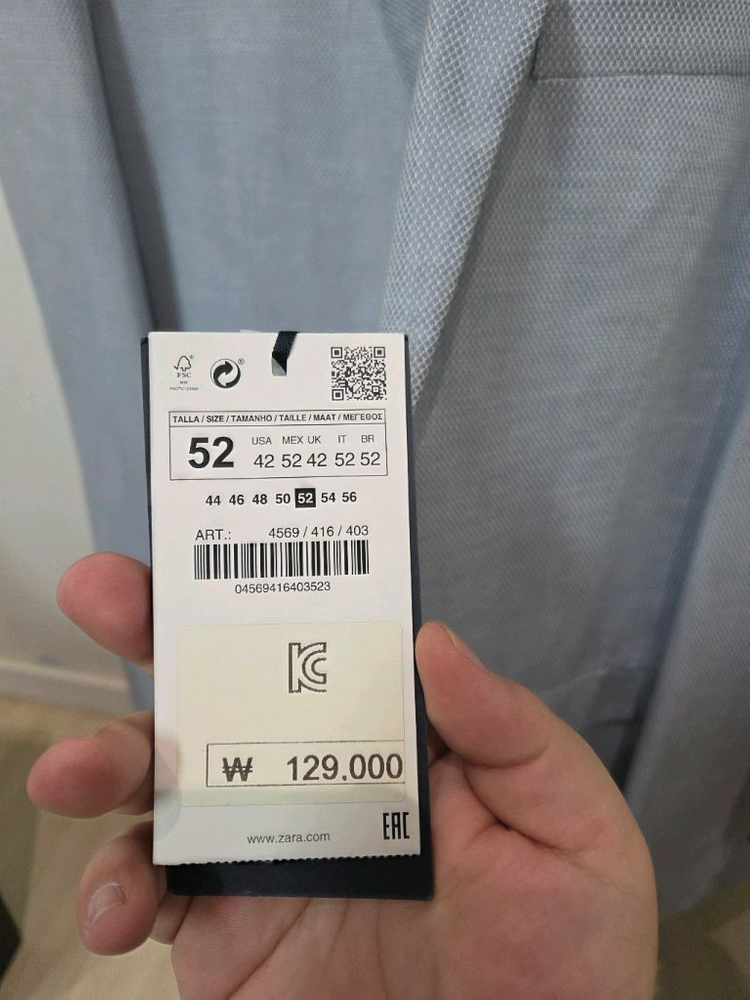 FSC
®
TALLA / SIZE / TAMANHO / TAILLE / MAAT / ΜΕΓΕΘΟΣ
52
USA MEX UK IT BR
42 52 42 52 52
44 46 48 50 52 54 56
ART.: 4569 / 416 / 403
04569416403523
KC
₩ 129.000
www.zara.com
EAC